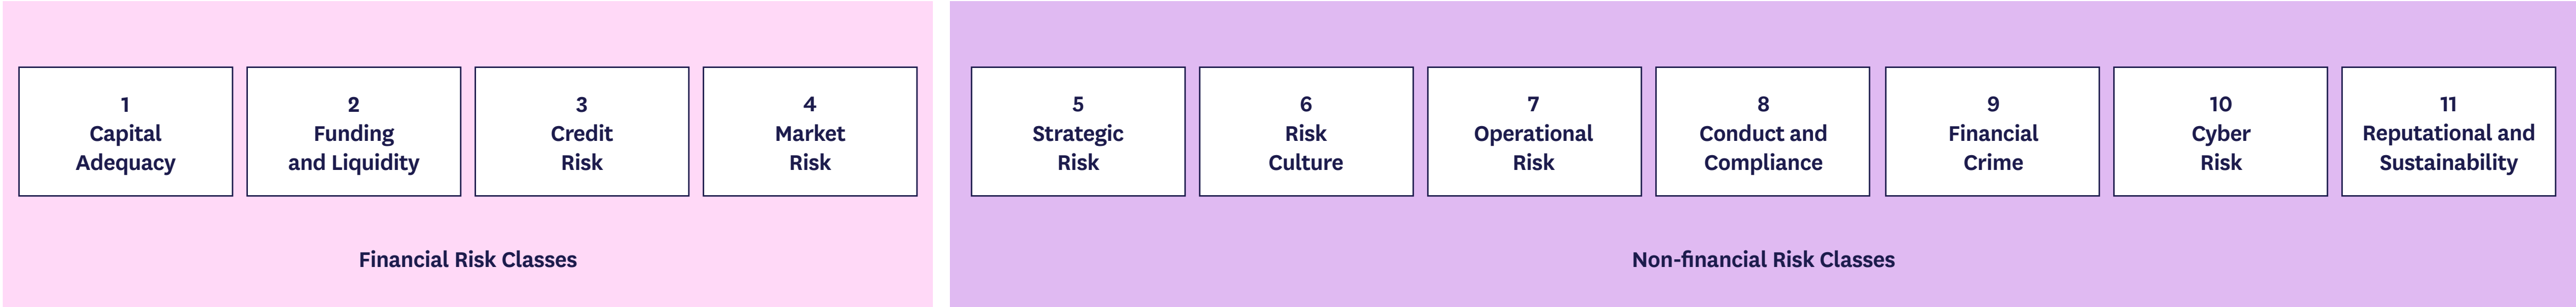 1
Capital
Adequacy
2
Funding
and Liquidity
3
Credit
Risk
4
Market
Risk
Financial Risk Classes
5
Strategic
Risk
6
Risk
Culture
7
Operational
Risk
8
Conduct and
Compliance
9
Financial
Crime
10
Cyber
Risk
11
Reputational and
Sustainability
Non-financial Risk Classes